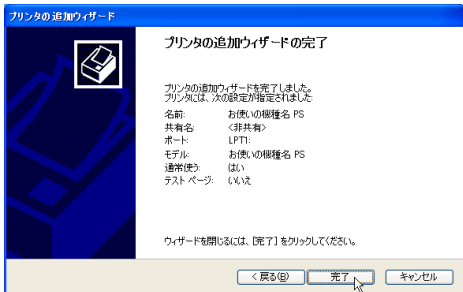 プリンタの追加ウィザード
プリンタの追加ウィザードの完了
プリンタの追加ウィザードを完了しました。
プリンタには、次の設定が指定されました:
名前: お使いの機種名 PS
共有名: <非共有>
ポート: LPT1:
モデル: お使いの機種名 PS
通常使う: はい
テスト ページ: いいえ
ウィザードを閉じるには、[完了] をクリックしてください。
< 戻る(B) 完了 キャンセル